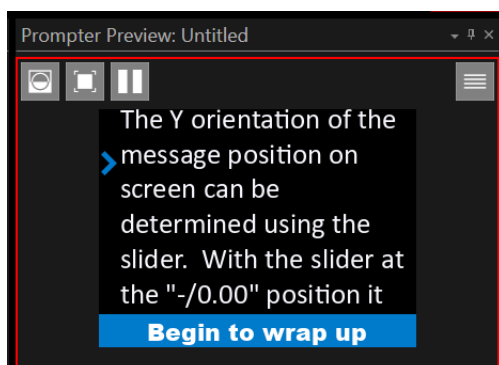 Prompter Preview: Untitled
The Y orientation of the
message position on
screen can be
determined using the
slider.  With the slider at
the "-/0.00" position it
Begin to wrap up